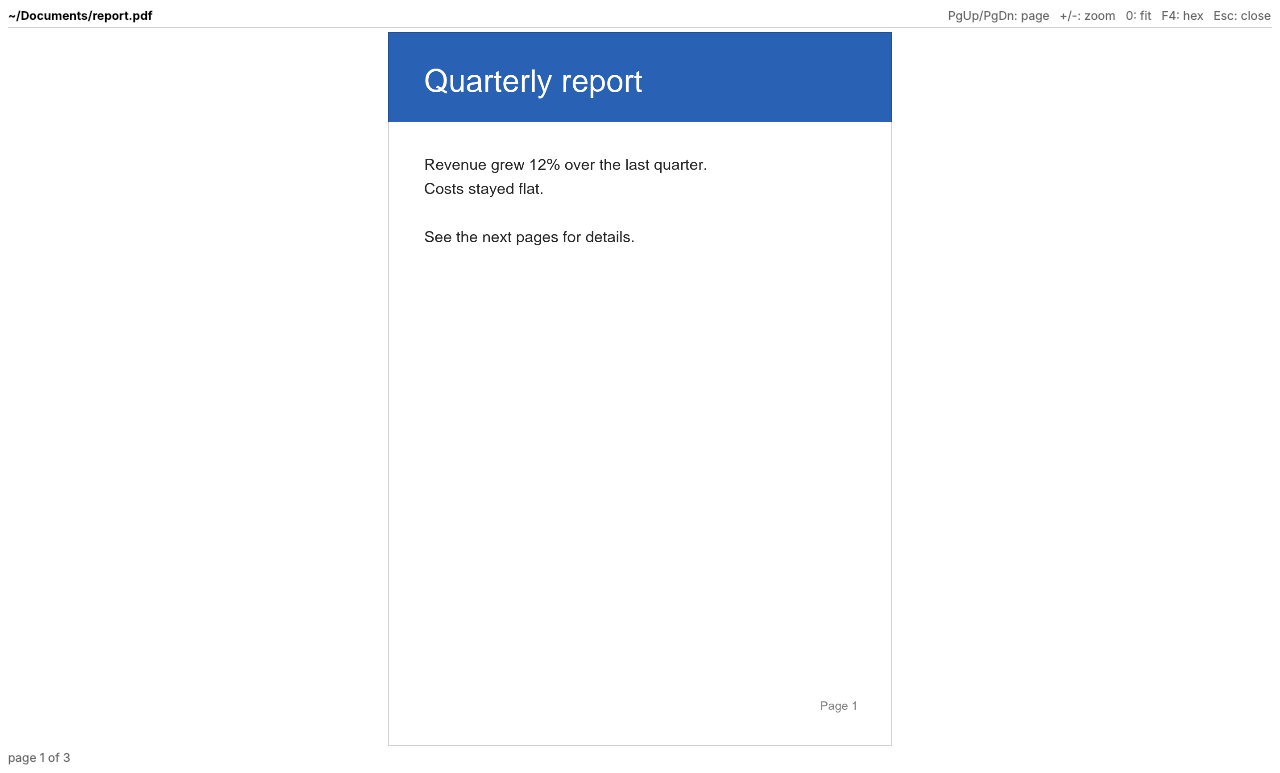 ~/Documents/report.pdf
PgUp/PgDn: page +/-: zoom 0: fit F4: hex Esc: close
Quarterly report
Revenue grew 12% over the last quarter.
Costs stayed flat.
See the next pages for details.
Page 1
page 1 of 3